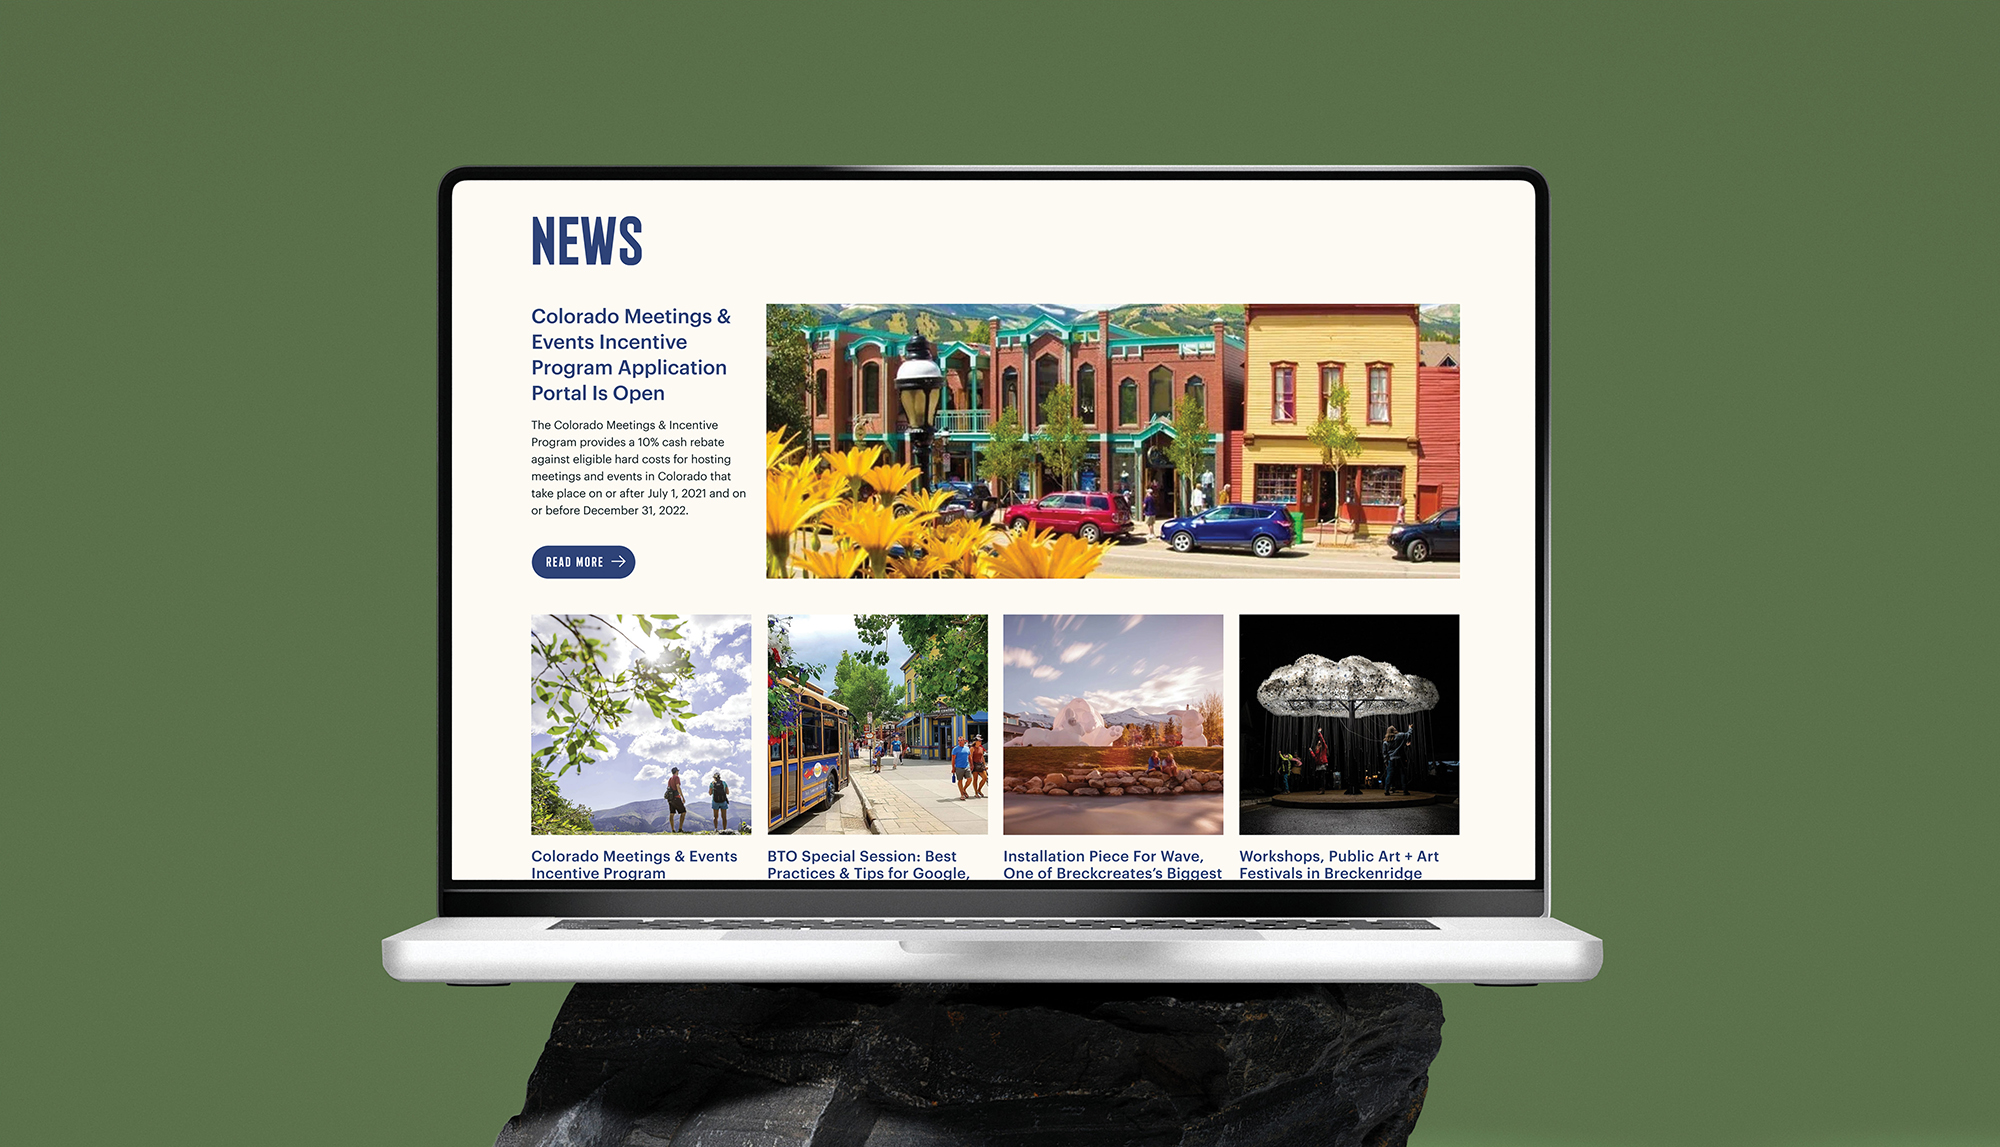 NEWS
Colorado Meetings &
Events Incentive
Program Application
Portal Is Open
The Colorado Meetings & Incentive
Program provides a 10% cash rebate
against eligible hard costs for hosting
meetings and events in Colorado that
take place on or after July 1, 2021 and on
or before December 31, 2022.
READ MORE
Colorado Meetings & Events
Incentive Program
BTO Special Session: Best
Practices & Tips for Google,
Installation Piece For Wave,
One of Breckcreates's Biggest
Workshops, Public Art + Art
Festivals in Breckenridge